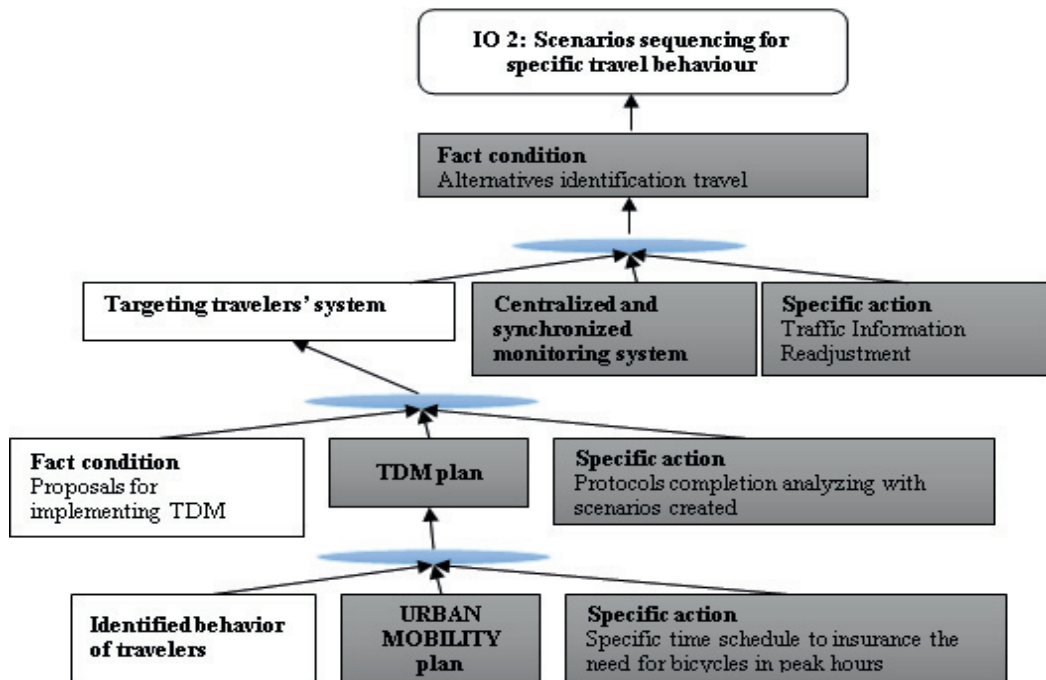 IO 2: Scenarios sequencing for
specific travel behaviour
Fact condition
Alternatives identification travel
Targeting travelers' system
Centralized and
synchronized
monitoring system
Specific action
Traffic Information
Readjustment
Fact condition
Proposals for
implementing TDM
TDM plan
Specific action
Protocols completion analyzing with
scenarios created
Identified behavior
of travelers
URBAN
MOBILITY
plan
Specific action
Specific time schedule to insurance the
need for bicycles in peak hours